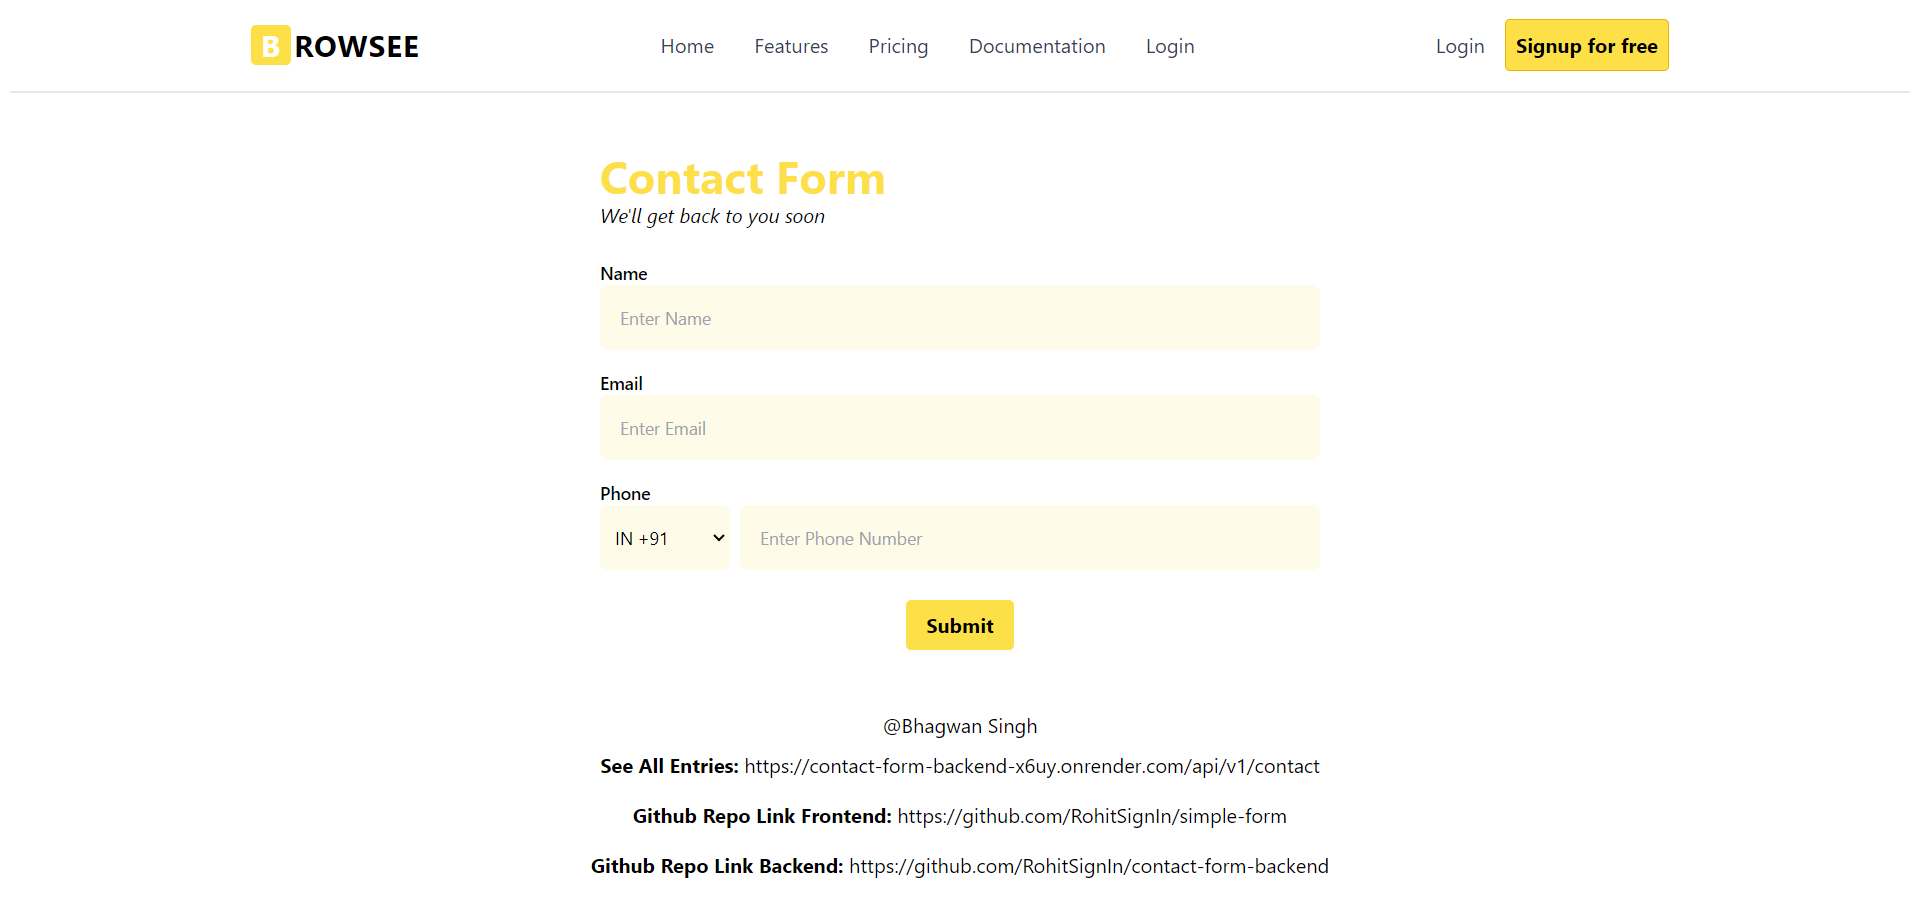 BROWSEE Home Features Pricing Documentation Login Login Signup for free
Contact Form
We'll get back to you soon
Name
Enter Name
Email
Enter Email
Phone
IN +91 Enter Phone Number
Submit
@Bhagwan Singh
See All Entries: https://contact-form-backend-x6uy.onrender.com/api/v1/contact
Github Repo Link Frontend: https://github.com/RohitSignIn/simple-form
Github Repo Link Backend: https://github.com/RohitSignIn/contact-form-backend